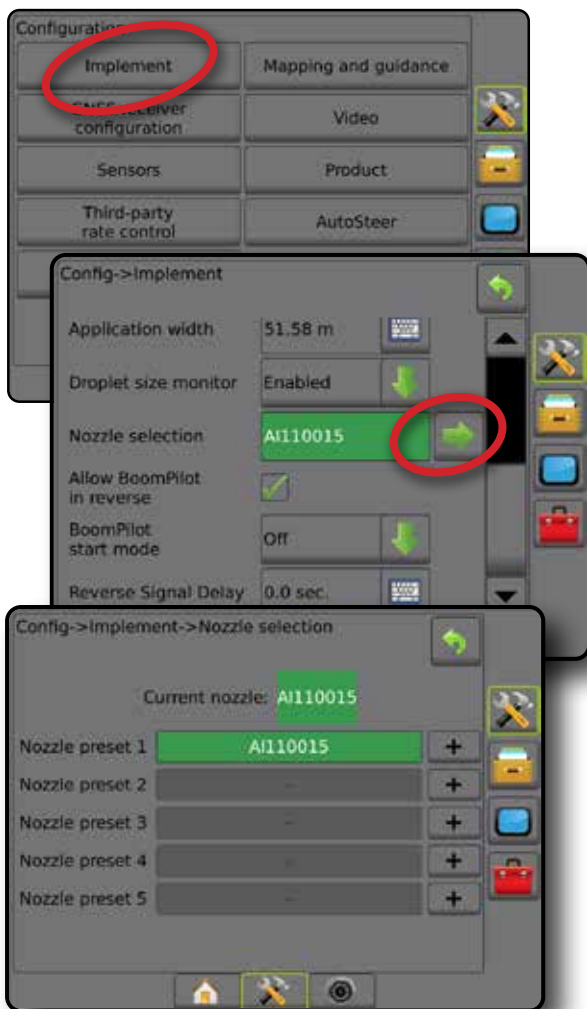 Configuration
Implement
Mapping and guidance
GNSS receiver
configuration
Video
Sensors
Product
Third-party
rate control
AutoSteer
Config->Implement
Application width
51.58 m
Droplet size monitor
Enabled
Nozzle selection
AI110015
Allow BoomPilot
in reverse
BoomPilot
start mode
Off
Reverse Signal Delay
0.0 sec.
Config->Implement->Nozzle selection
Current nozzle: AI110015
Nozzle preset 1
AI110015
+
Nozzle preset 2
–
+
Nozzle preset 3
–
+
Nozzle preset 4
–
+
Nozzle preset 5
–
+